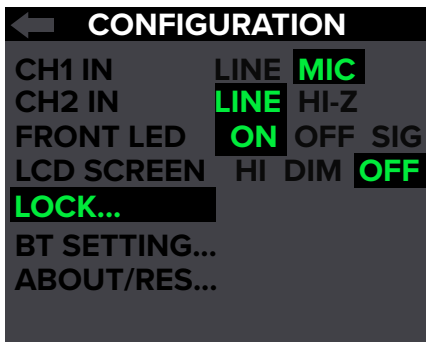 CONFIGURATION
CH1 IN LINE MIC
CH2 IN LINE HI-Z
FRONT LED ON OFF SIG
LCD SCREEN HI DIM OFF
LOCK...
BT SETTING...
ABOUT/RES...